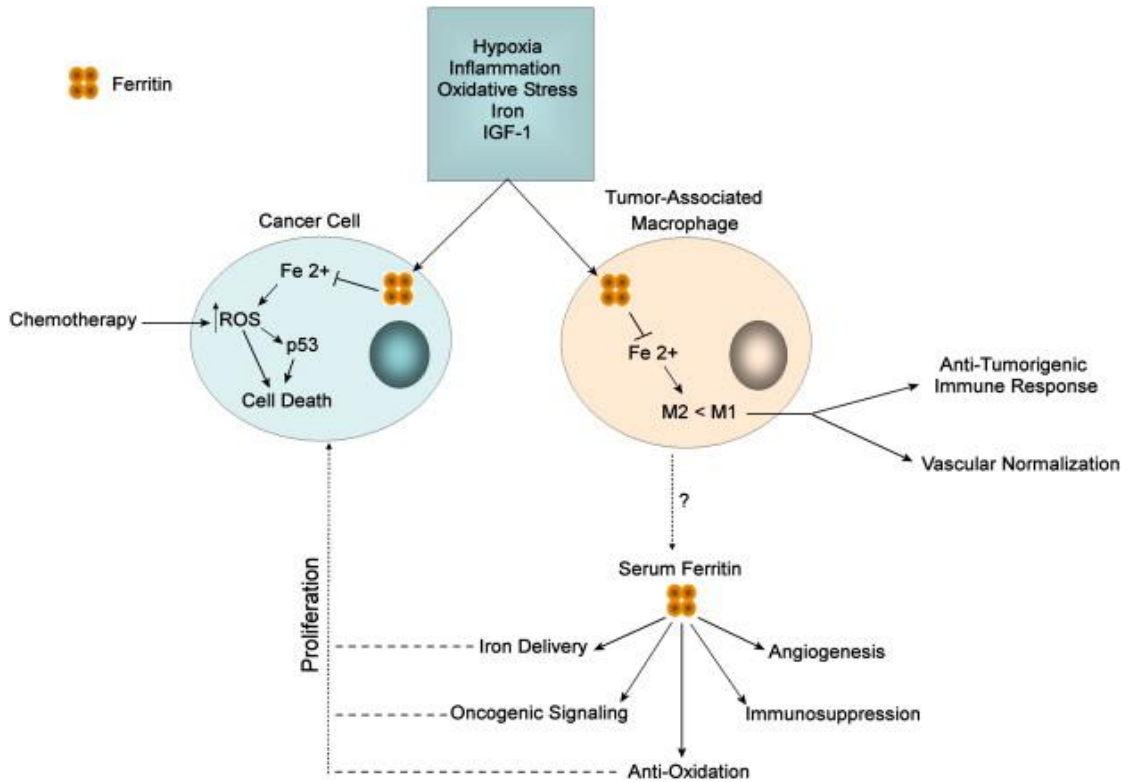 Hypoxia
Inflammation
Oxidative Stress
Iron
IGF-1
Ferritin
Tumor-Associated
Macrophage
Cancer Cell
Fe 2+
Chemotherapy
ROS
p53
Cell Death
Fe 2+
M2 < M1
Anti-Tumorigenic
Immune Response
Vascular Normalization
?
Serum Ferritin
Proliferation
Iron Delivery
Angiogenesis
Oncogenic Signaling
Immunosuppression
Anti-Oxidation